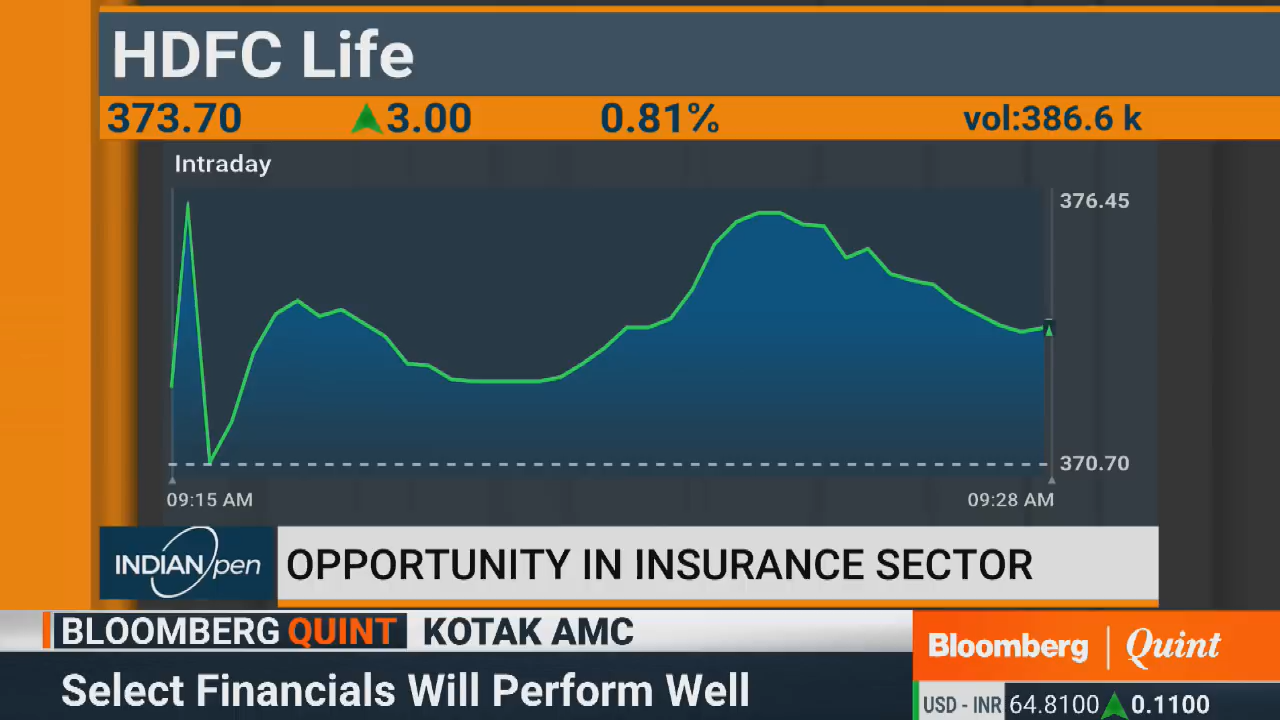 HDFC Life
373.70 ▲3.00 0.81% vol:386.6 k
Intraday
376.45
370.70
09:15 AM 09:28 AM
INDIAN open
OPPORTUNITY IN INSURANCE SECTOR
BLOOMBERG QUINT KOTAK AMC
Select Financials Will Perform Well
Bloomberg | Quint
USD - INR 64.8100 ▲ 0.1100